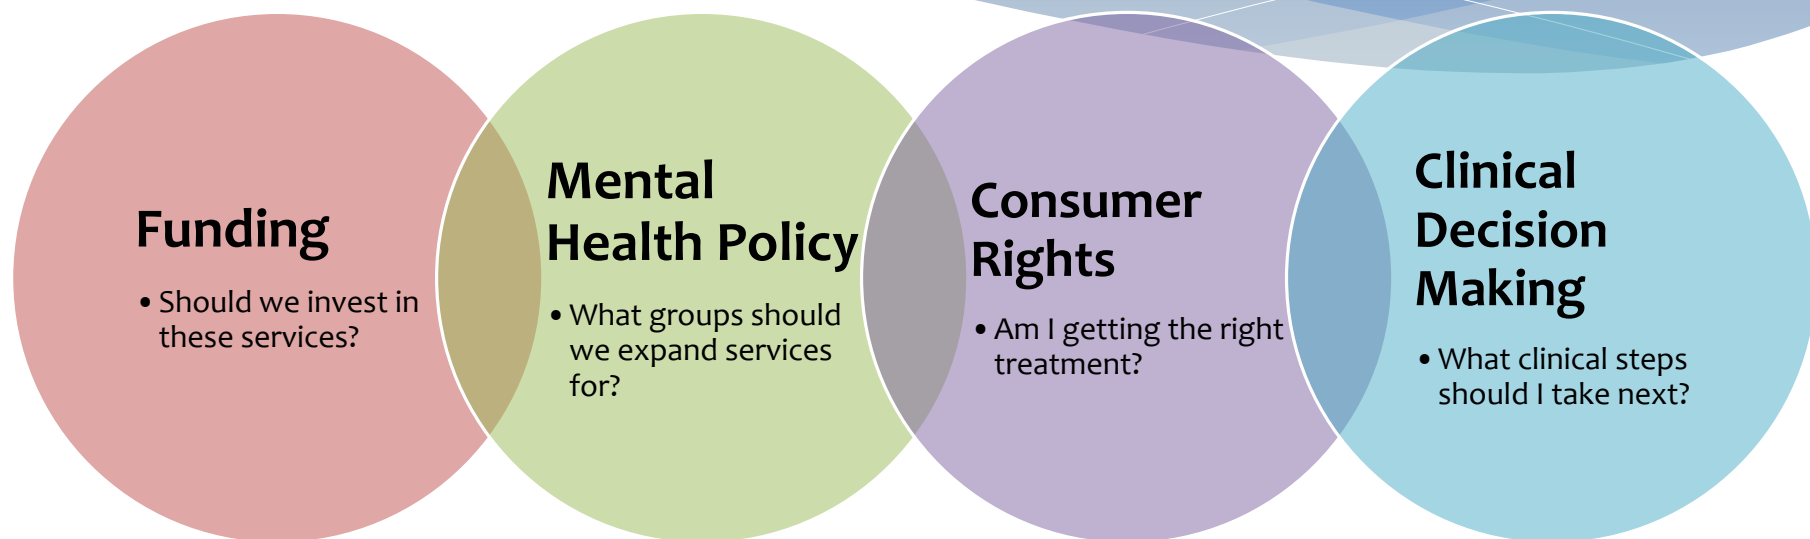 Funding
• Should we invest in
these services?
Mental
Health Policy
• What groups should
we expand services
for?
Consumer
Rights
• Am I getting the right
treatment?
Clinical
Decision
Making
• What clinical steps
should I take next?